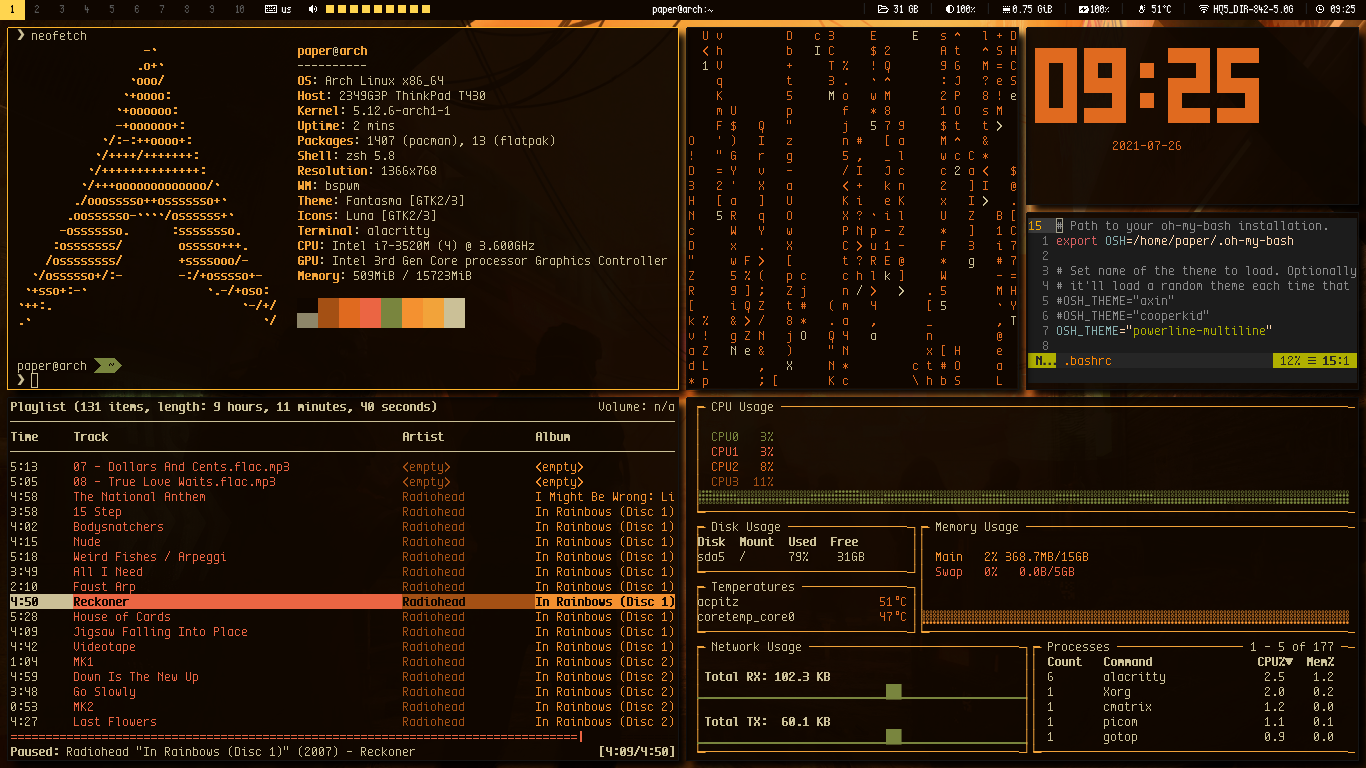 1 2 3 4 5 6 7 8 9 10 us paper@arch:~ 31 GB 100% 0.75 GiB 100% 51°C HQ5_DIR-842-5.0G 09:25
❯ neofetch
paper@arch
----------
OS: Arch Linux x86_64
Host: 2349G3P ThinkPad T430
Kernel: 5.12.6-arch1-1
Uptime: 2 mins
Packages: 1407 (pacman), 13 (flatpak)
Shell: zsh 5.8
Resolution: 1366x768
WM: bspwm
Theme: Fantasma [GTK2/3]
Icons: Luna [GTK2/3]
Terminal: alacritty
CPU: Intel i7-3520M (4) @ 3.600GHz
GPU: Intel 3rd Gen Core processor Graphics Controller
Memory: 509MiB / 15723MiB
paper@arch ~
❯
09:25
2021-07-26
15 # Path to your oh-my-bash installation.
1 export OSH=/home/paper/.oh-my-bash
2
3 # Set name of the theme to load. Optionally
4 # it'll load a random theme each time that
5 #OSH_THEME="axin"
6 #OSH_THEME="cooperkid"
7 OSH_THEME="powerline-multiline"
8
N… .bashrc 12% ☰ 15:1
Playlist (131 items, length: 9 hours, 11 minutes, 40 seconds) Volume: n/a
Time Track Artist Album
5:13 07 - Dollars And Cents.flac.mp3 <empty> <empty>
5:05 08 - True Love Waits.flac.mp3 <empty> <empty>
4:58 The National Anthem Radiohead I Might Be Wrong: Li
3:58 15 Step Radiohead In Rainbows (Disc 1)
4:02 Bodysnatchers Radiohead In Rainbows (Disc 1)
4:15 Nude Radiohead In Rainbows (Disc 1)
5:18 Weird Fishes / Arpeggi Radiohead In Rainbows (Disc 1)
3:49 All I Need Radiohead In Rainbows (Disc 1)
2:10 Faust Arp Radiohead In Rainbows (Disc 1)
4:50 Reckoner Radiohead In Rainbows (Disc 1)
5:28 House of Cards Radiohead In Rainbows (Disc 1)
4:09 Jigsaw Falling Into Place Radiohead In Rainbows (Disc 1)
4:42 Videotape Radiohead In Rainbows (Disc 1)
1:04 MK1 Radiohead In Rainbows (Disc 2)
4:59 Down Is The New Up Radiohead In Rainbows (Disc 2)
3:48 Go Slowly Radiohead In Rainbows (Disc 2)
0:53 MK2 Radiohead In Rainbows (Disc 2)
4:27 Last Flowers Radiohead In Rainbows (Disc 2)
Paused: Radiohead "In Rainbows (Disc 1)" (2007) - Reckoner [4:09/4:50]
CPU Usage
CPU0 3%
CPU1 3%
CPU2 8%
CPU3 11%
Disk Usage
Disk Mount Used Free
sda5 / 79% 31GB
Memory Usage
Main 2% 368.7MB/15GB
Swap 0% 0.0B/5GB
Temperatures
acpitz 51°C
coretemp_core0 47°C
Network Usage
Total RX: 102.3 KB
Total TX: 60.1 KB
Processes 1 - 5 of 177
Count Command CPU%▼ Mem%
6 alacritty 2.5 1.2
1 Xorg 2.0 0.2
1 cmatrix 1.2 0.0
1 picom 1.1 0.1
1 gotop 0.9 0.0